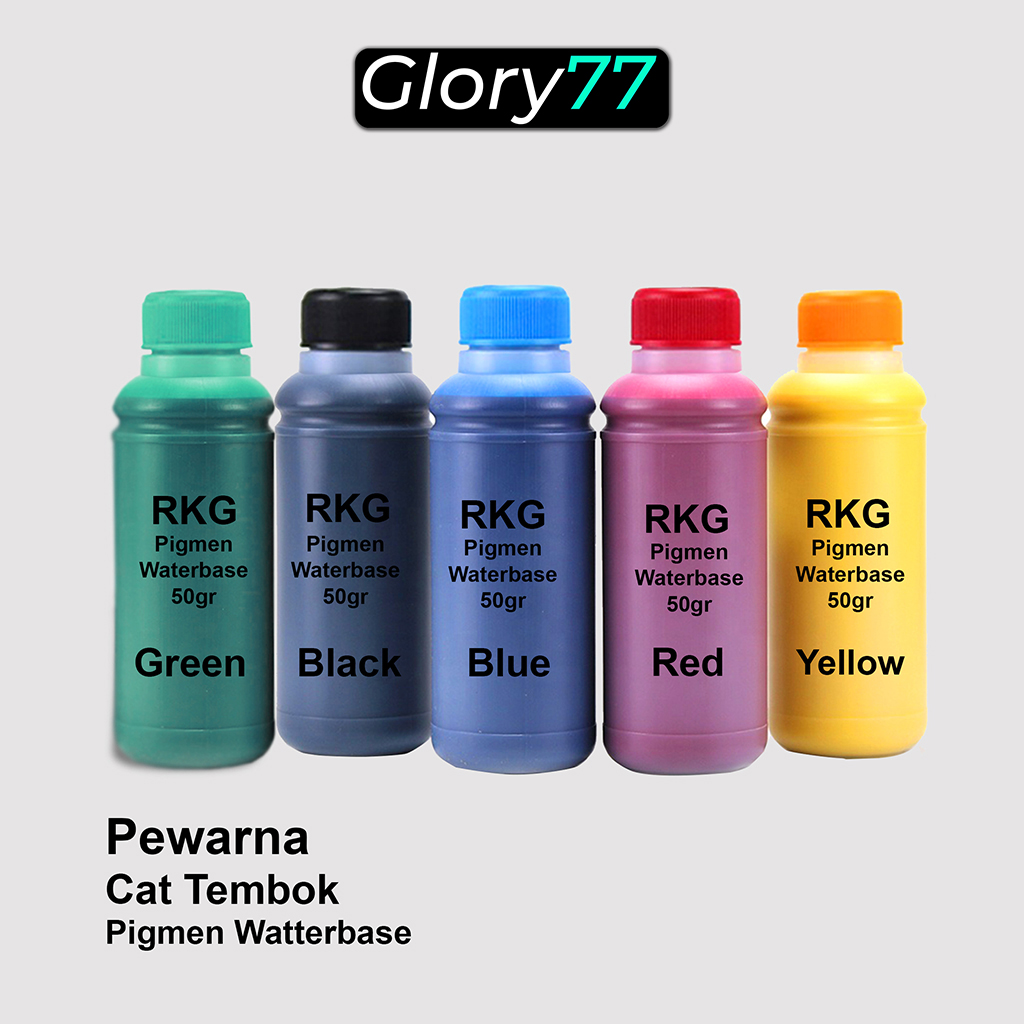 Glory77
RKG
Pigmen
Waterbase
50gr
Green
RKG
Pigmen
Waterbase
50gr
Black
RKG
Pigmen
Waterbase
50gr
Blue
RKG
Pigmen
Waterbase
50gr
Red
RKG
Pigmen
Waterbase
50gr
Yellow
Pewarna
Cat Tembok
Pigmen Watterbase